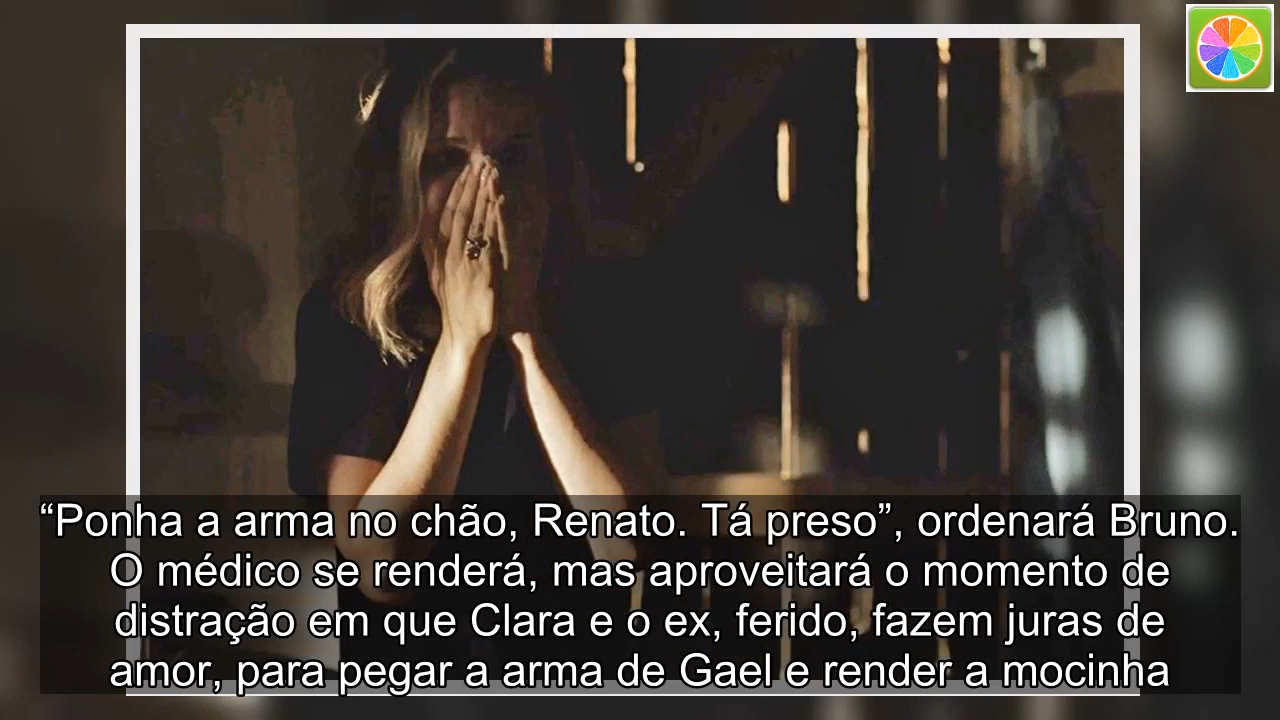 “Ponha a arma no chão, Renato. Tá preso”, ordenará Bruno.
O médico se renderá, mas aproveitará o momento de
distração em que Clara e o ex, ferido, fazem juras de
amor, para pegar a arma de Gael e render a mocinha